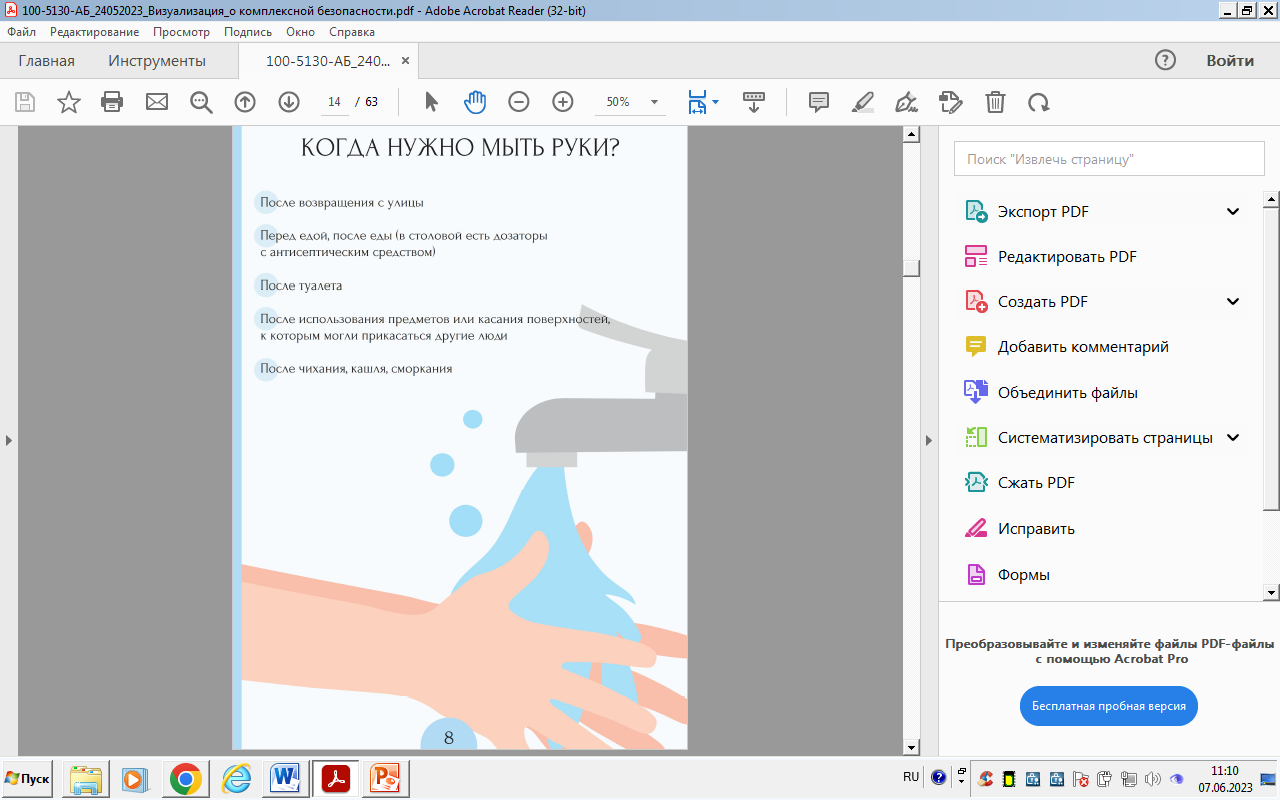 100-5130-АБ_24052023_Визуализация_о комплексной безопасности.pdf - Adobe Acrobat Reader (32-bit)
Файл Редактирование Просмотр Подпись Окно Справка
Главная Инструменты 100-5130-АБ_240... × Войти
14 / 63 50%
КОГДА НУЖНО МЫТЬ РУКИ?
После возвращения с улицы
Перед едой, после еды (в столовой есть дозаторы
с антисептическим средством)
После туалета
После использования предметов или касания поверхностей,
к которым могли прикасаться другие люди
После чихания, кашля, сморкания
8
Поиск "Извлечь страницу"
Экспорт PDF
Редактировать PDF
Создать PDF
Добавить комментарий
Объединить файлы
Систематизировать страницы
Сжать PDF
Исправить
Формы
Преобразовывайте и изменяйте файлы PDF-файлы
с помощью Acrobat Pro
Бесплатная пробная версия
Пуск
RU
11:10
07.06.2023